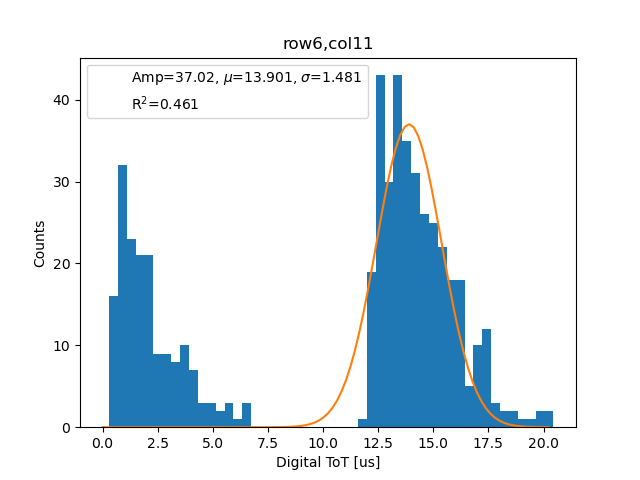 row6,col11
Amp=37.02, μ=13.901, σ=1.481
R²=0.461
Counts
40
30
20
10
0
0.0 2.5 5.0 7.5 10.0 12.5 15.0 17.5 20.0
Digital ToT [us]